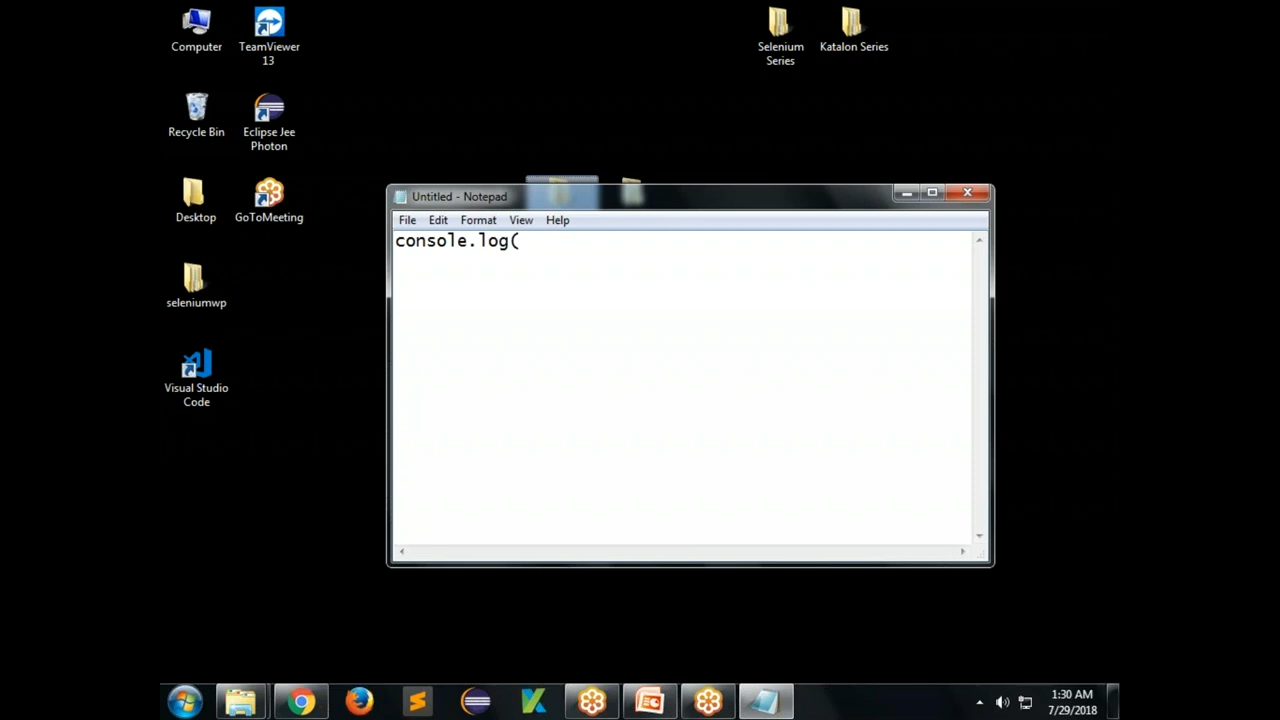 Computer
TeamViewer
13
Selenium
Series
Katalon Series
Recycle Bin
Eclipse Jee
Photon
Desktop
GoToMeeting
seleniumwp
Visual Studio
Code
Untitled - Notepad
File Edit Format View Help
console.log(
1:30 AM
7/29/2018